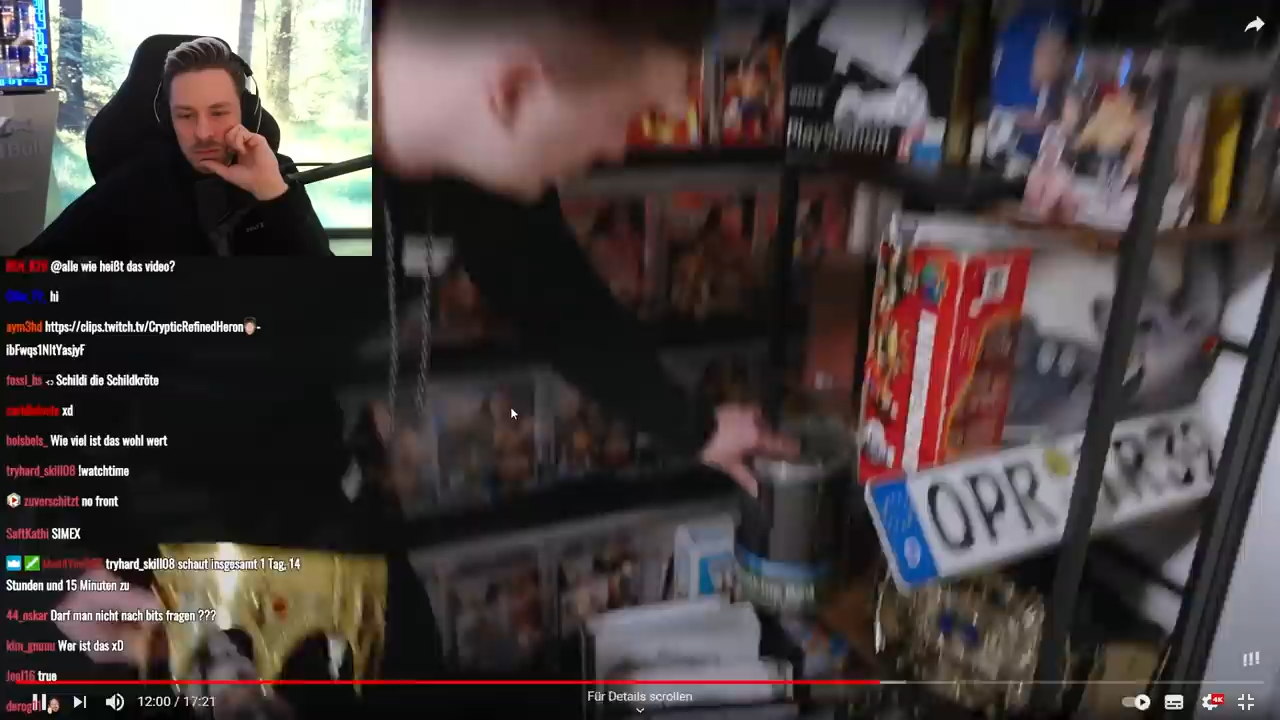 @alle wie heißt das video?
hi
aym3hd https://clips.twitch.tv/CrypticRefinedHeron -
ibFwqs1NItYasjyF
fossi_hs Schildi die Schildkröte
xd
holsbels_ Wie viel ist das wohl wert
tryhard_skill08 !watchtime
zuverschitzt no front
SaftKathi SIMEX
tryhard_skill08 schaut insgesamt 1 Tag, 14
Stunden und 15 Minuten zu
44_oskar Darf man nicht nach bits fragen ???
Wer ist das xD
Joel16 true
PlayStation
OPR
Für Details scrollen
12:00 / 17:21
4K